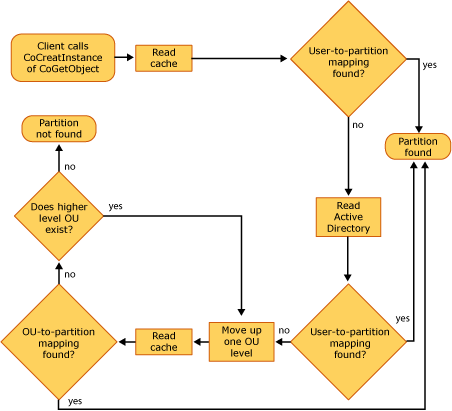 Client calls
CoCreatInstance
of CoGetObject
Read
cache
User-to-partition
mapping
found?
yes
no
Partition
not found
Partition
found
no
Does higher
level OU
exist?
yes
Read
Active
Directory
no
OU-to-partition
mapping
found?
Read
cache
Move up
one OU
level
no
User-to-partition
mapping
found?
yes
yes